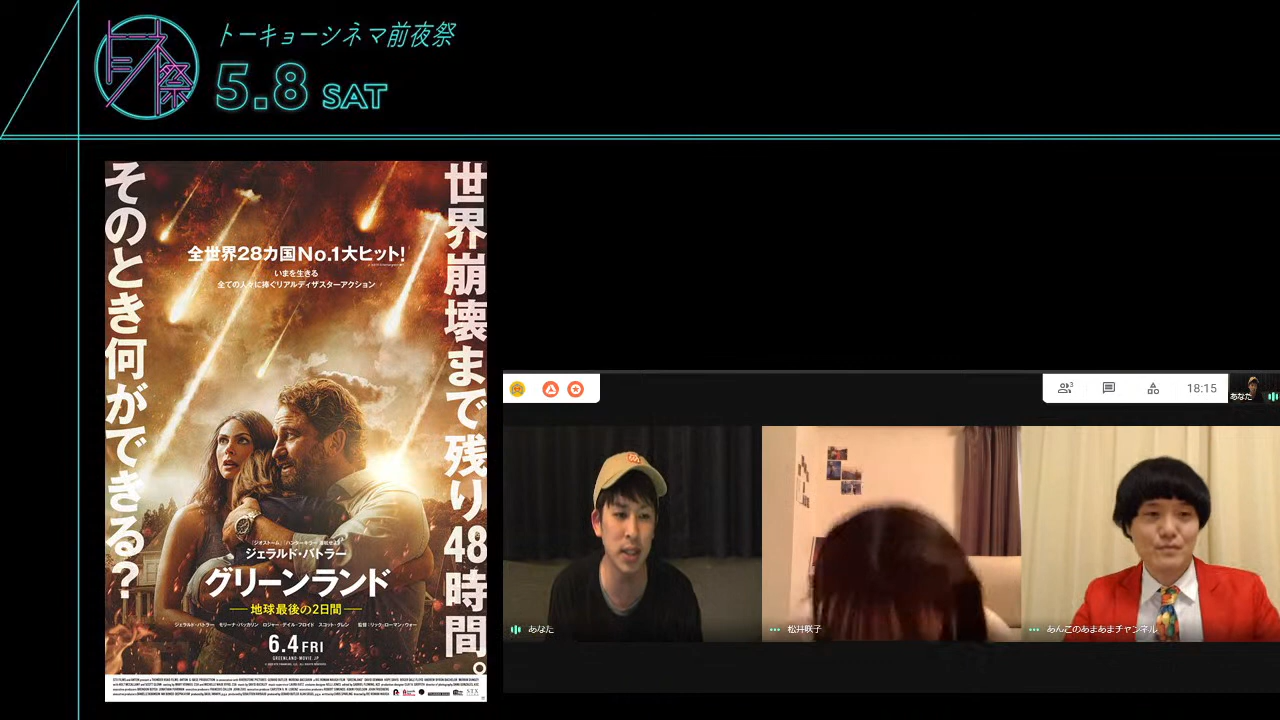 トーキョーシネマ前夜祭
5.8 SAT
世界崩壊まで残り48時間。
そのとき何ができる?
全世界28カ国No.1大ヒット!
いまを生きる
全ての人々に捧ぐリアルディザスターアクション
ジェラルド・バトラー
グリーンランド
地球最後の2日間
6.4 FRI
GREENLAND-MOVIE.JP
3
18:15
あなた
あなた
松井咲子
あんこのあまあまチャンネル